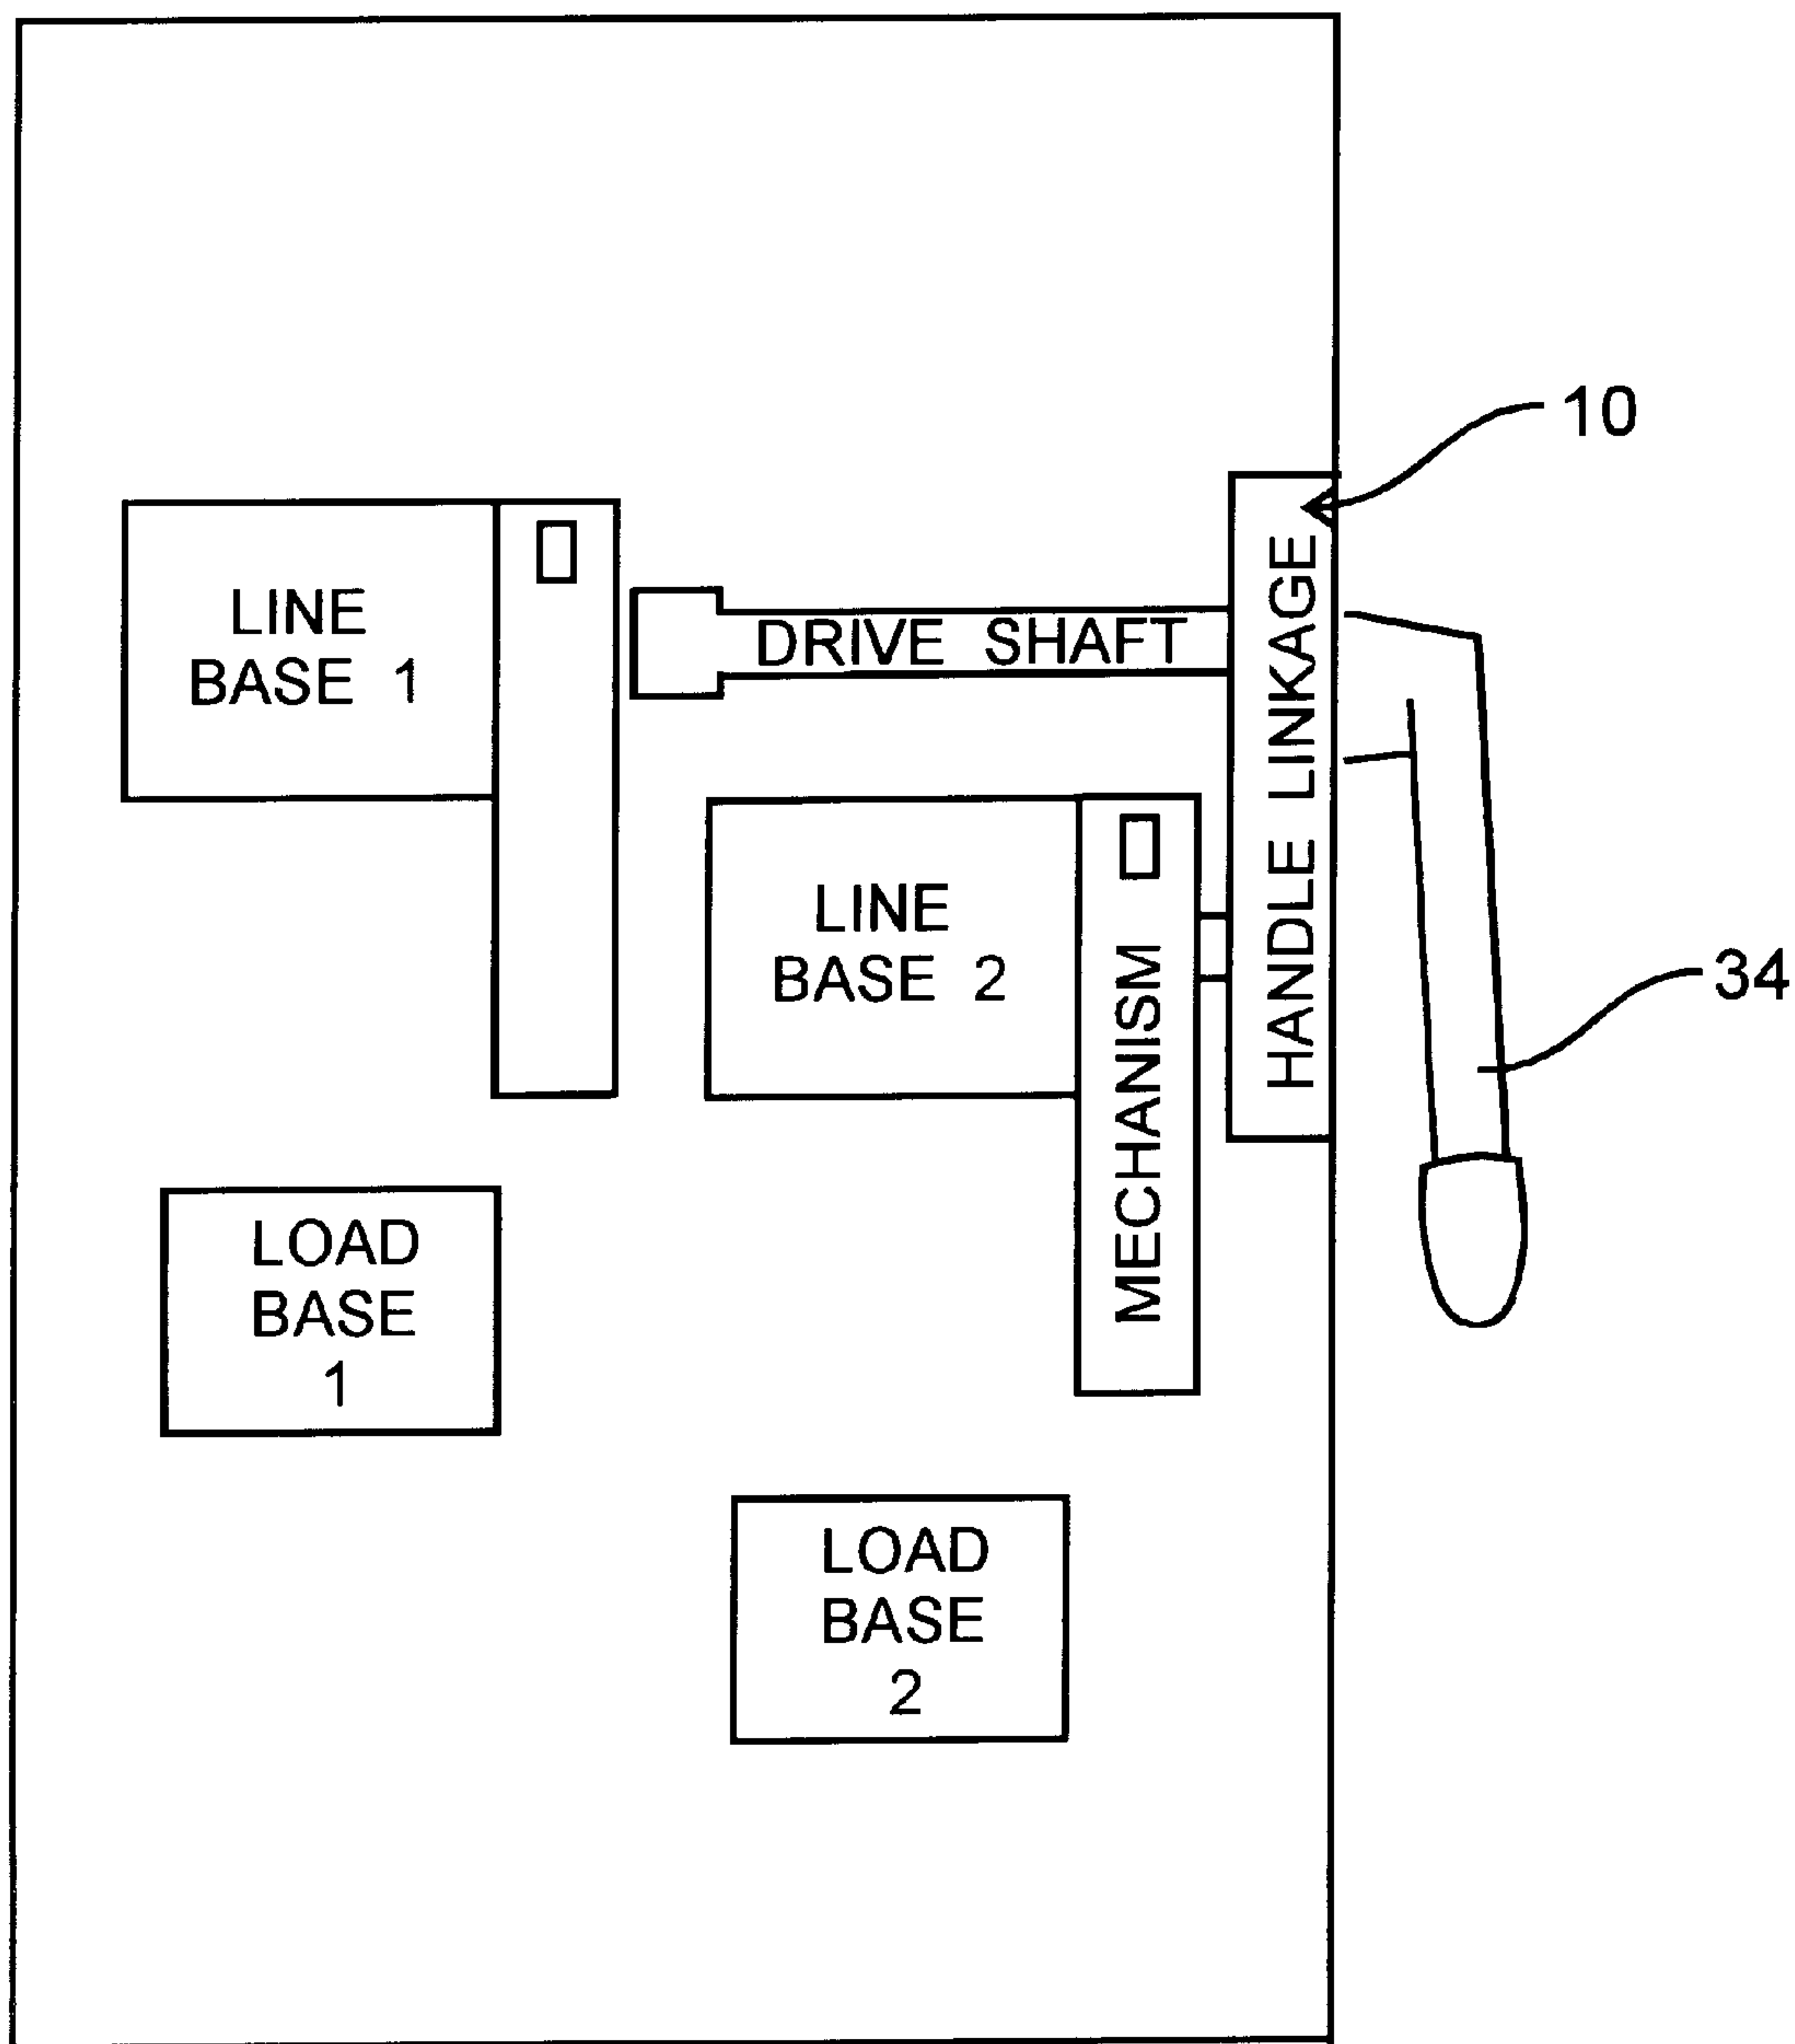 10
LINE
BASE 1
DRIVE SHAFT
HANDLE LINKAGE
LINE
BASE 2
34
MECHANISM
LOAD
BASE
1
LOAD
BASE
2